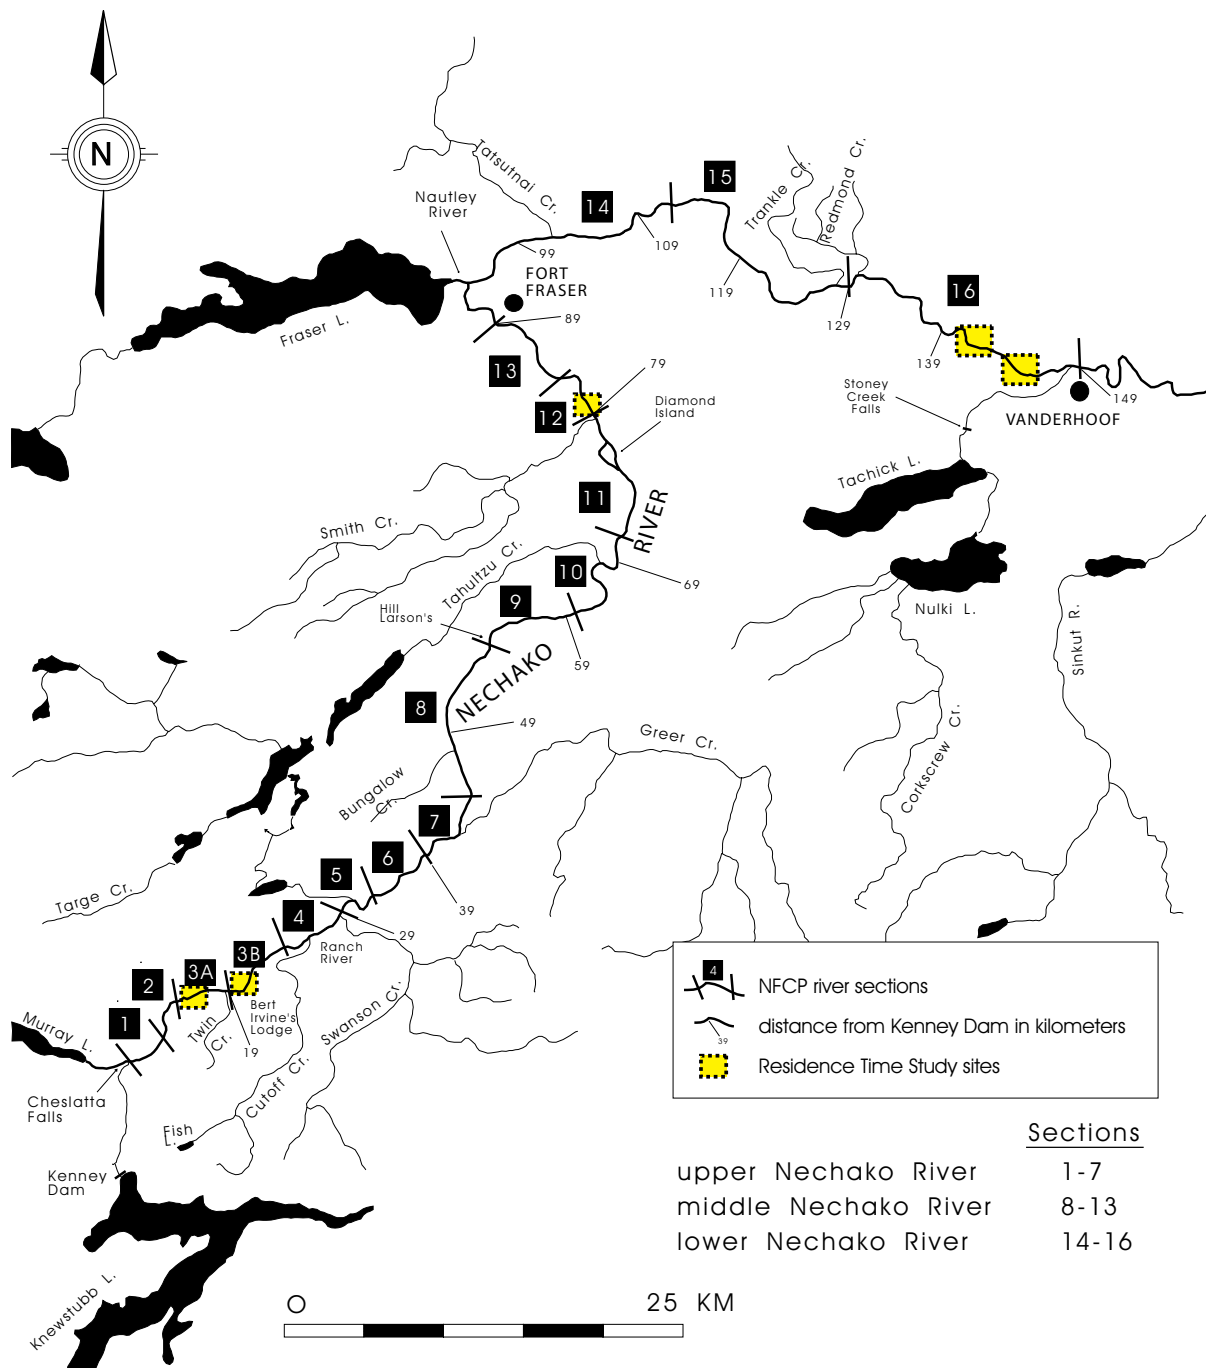 N
Tatsutnai Cr.
Nautley
River
14
15
Trankle Cr.
Redmond Cr.
99
109
FORT
FRASER
119
129
16
Fraser L.
89
139
13
79
Stoney
Creek
Falls
149
12
Diamond
Island
VANDERHOOF
Tachick L.
11
RIVER
Smith Cr.
Tahultzu Cr.
10
69
Hill
Larson's
9
Nulki L.
59
Sinkut R.
NECHAKO
8
49
Greer Cr.
Bungalow
Cr.
Corkscrew Cr.
7
6
5
39
Targe Cr.
4
29
Ranch
River
3B
3A
2
Bert
Irvine's
Lodge
Swanson Cr.
1
Murray L.
Twin
Cr.
19
Cutoff Cr.
Cheslatta
Falls
Fish
L.
Kenney
Dam
Knewstubb L.
4
NFCP river sections
39
distance from Kenney Dam in kilometers
Residence Time Study sites
Sections
upper Nechako River 1-7
middle Nechako River 8-13
lower Nechako River 14-16
0 25 KM